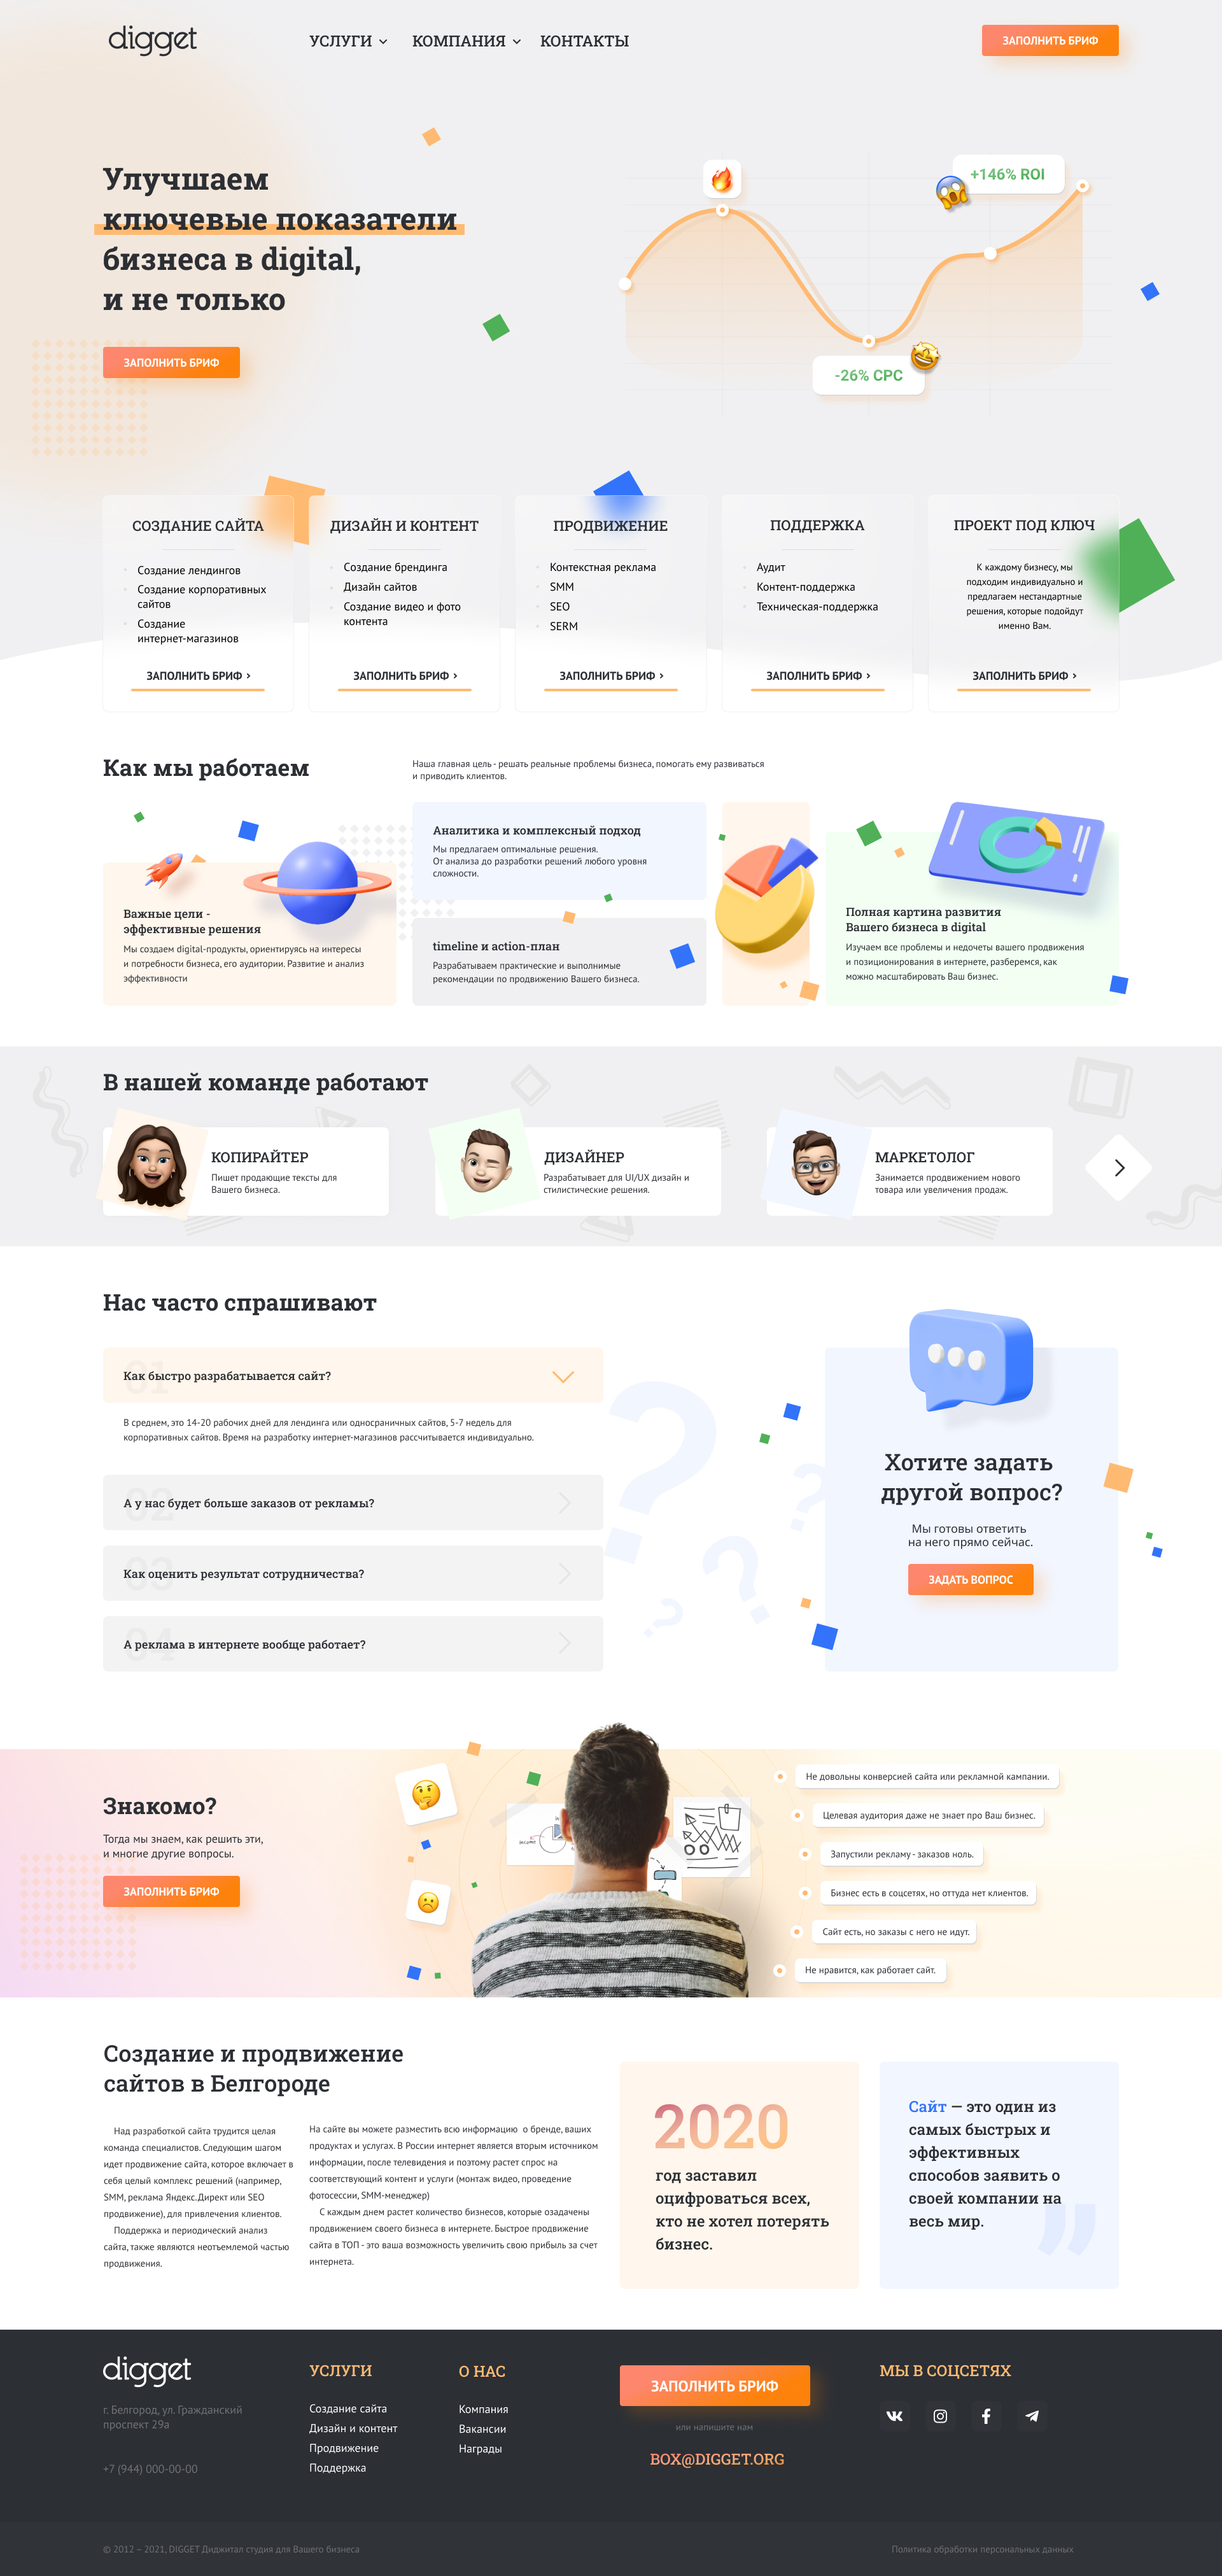 digget
УСЛУГИ
КОМПАНИЯ
КОНТАКТЫ
ЗАПОЛНИТЬ БРИФ
Улучшаем
ключевые показатели
бизнеса в digital,
и не только
ЗАПОЛНИТЬ БРИФ
+146% ROI
-26% CPC
СОЗДАНИЕ САЙТА
Создание лендингов
Создание корпоративных
сайтов
Создание
интернет-магазинов
ЗАПОЛНИТЬ БРИФ
ДИЗАЙН И КОНТЕНТ
Создание брендинга
Дизайн сайтов
Создание видео и фото
контента
ЗАПОЛНИТЬ БРИФ
ПРОДВИЖЕНИЕ
Контекстная реклама
SMM
SEO
SERM
ЗАПОЛНИТЬ БРИФ
ПОДДЕРЖКА
Аудит
Контент-поддержка
Техническая-поддержка
ЗАПОЛНИТЬ БРИФ
ПРОЕКТ ПОД КЛЮЧ
К каждому бизнесу, мы
подходим индивидуально и
предлагаем нестандартные
решения, которые подойдут
именно Вам.
ЗАПОЛНИТЬ БРИФ
Как мы работаем
Наша главная цель - решать реальные проблемы бизнеса, помогать ему развиваться
и приводить клиентов.
Важные цели -
эффективные решения
Мы создаем digital-продукты, ориентируясь на интересы
и потребности бизнеса, его аудитории. Развитие и анализ
эффективности
Аналитика и комплексный подход
Мы предлагаем оптимальные решения.
От анализа до разработки решений любого уровня
сложности.
timeline и action-план
Разрабатываем практические и выполнимые
рекомендации по продвижению Вашего бизнеса.
Полная картина развития
Вашего бизнеса в digital
Изучаем все проблемы и недочеты вашего продвижения
и позиционирования в интернете, разберемся, как
можно масштабировать Ваш бизнес.
В нашей команде работают
КОПИРАЙТЕР
Пишет продающие тексты для
Вашего бизнеса.
ДИЗАЙНЕР
Разрабатывает для UI/UX дизайн и
стилистические решения.
МАРКЕТОЛОГ
Занимается продвижением нового
товара или увеличения продаж.
Нас часто спрашивают
01
Как быстро разрабатывается сайт?
В среднем, это 14-20 рабочих дней для лендинга или одностраничных сайтов, 5-7 недель для
корпоративных сайтов. Время на разработку интернет-магазинов рассчитывается индивидуально.
02
А у нас будет больше заказов от рекламы?
03
Как оценить результат сотрудничества?
04
А реклама в интернете вообще работает?
? ? ? ?
Хотите задать
другой вопрос?
Мы готовы ответить
на него прямо сейчас.
ЗАДАТЬ ВОПРОС
Знакомо?
Тогда мы знаем, как решить эти,
и многие другие вопросы.
ЗАПОЛНИТЬ БРИФ
Не довольны конверсией сайта или рекламной кампании.
Целевая аудитория даже не знает про Ваш бизнес.
Запустили рекламу - заказов ноль.
Бизнес есть в соцсетях, но оттуда нет клиентов.
Сайт есть, но заказы с него не идут.
Не нравится, как работает сайт.
Создание и продвижение
сайтов в Белгороде
Над разработкой сайта трудится целая
команда специалистов. Следующим шагом
идет продвижение сайта, которое включает в
себя целый комплекс решений (например,
SMM, реклама Яндекс.Директ или SEO
продвижение), для привлечения клиентов.
Поддержка и периодический анализ
сайта, также являются неотъемлемой частью
продвижения.
На сайте вы можете разместить всю информацию о бренде, ваших
продуктах и услугах. В России интернет является вторым источником
информации, после телевидения и поэтому растет спрос на
соответствующий контент и услуги (монтаж видео, проведение
фотосессии, SMM-менеджер)
С каждым днем растет количество бизнесов, которые озадачены
продвижением своего бизнеса в интернете. Быстрое продвижение
сайта в ТОП - это ваша возможность увеличить свою прибыль за счет
интернета.
2020
год заставил
оцифроваться всех,
кто не хотел потерять
бизнес.
Сайт — это один из
самых быстрых и
эффективных
способов заявить о
своей компании на
весь мир.
”
digget
г. Белгород, ул. Гражданский
проспект 29а
+7 (944) 000-00-00
УСЛУГИ
Создание сайта
Дизайн и контент
Продвижение
Поддержка
О НАС
Компания
Вакансии
Награды
ЗАПОЛНИТЬ БРИФ
или напишите нам
BOX@DIGGET.ORG
МЫ В СОЦСЕТЯХ
© 2012 – 2021, DIGGET Диджитал студия для Вашего бизнеса
Политика обработки персональных данных